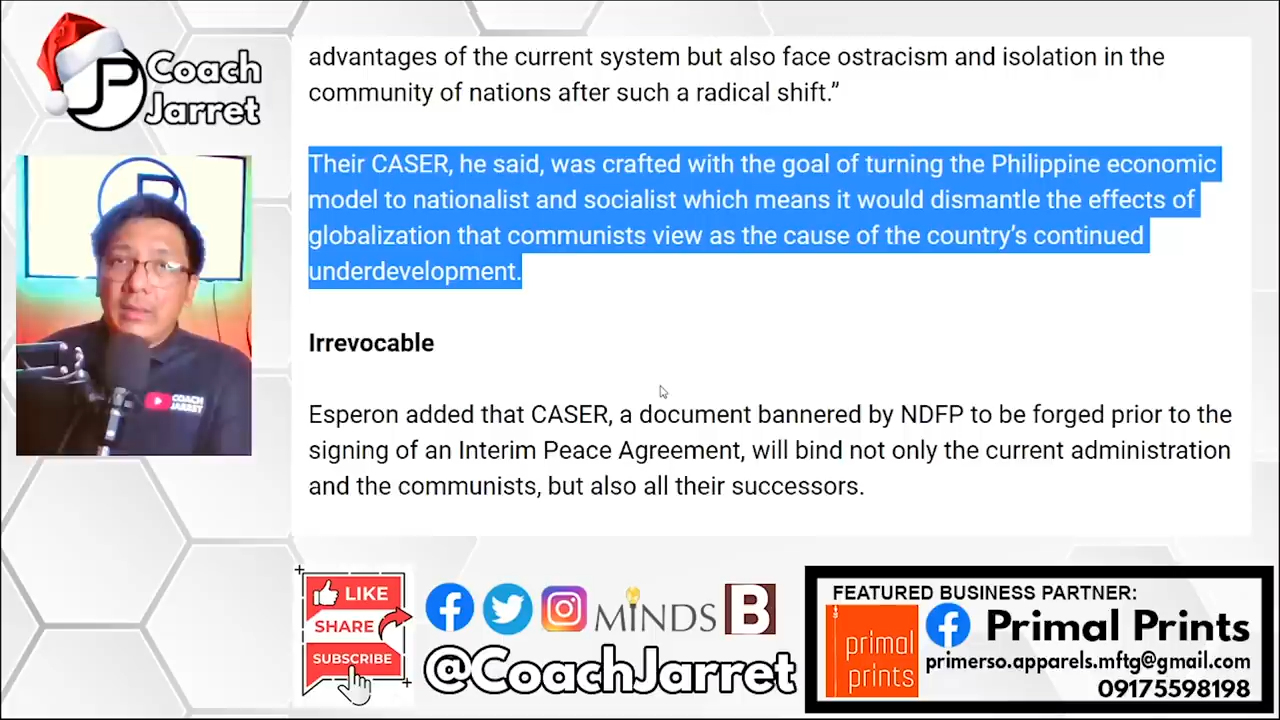 Coach
Jarret
advantages of the current system but also face ostracism and isolation in the
community of nations after such a radical shift.”
Their CASER, he said, was crafted with the goal of turning the Philippine economic
model to nationalist and socialist which means it would dismantle the effects of
globalization that communists view as the cause of the country’s continued
underdevelopment.
Irrevocable
Esperon added that CASER, a document bannered by NDFP to be forged prior to the
signing of an Interim Peace Agreement, will bind not only the current administration
and the communists, but also all their successors.
COACH
JARRET
LIKE
SHARE
SUBSCRIBE
MINDS
B
@CoachJarret
FEATURED BUSINESS PARTNER:
primal
prints
Primal Prints
primerso.apparels.mftg@gmail.com
09175598198